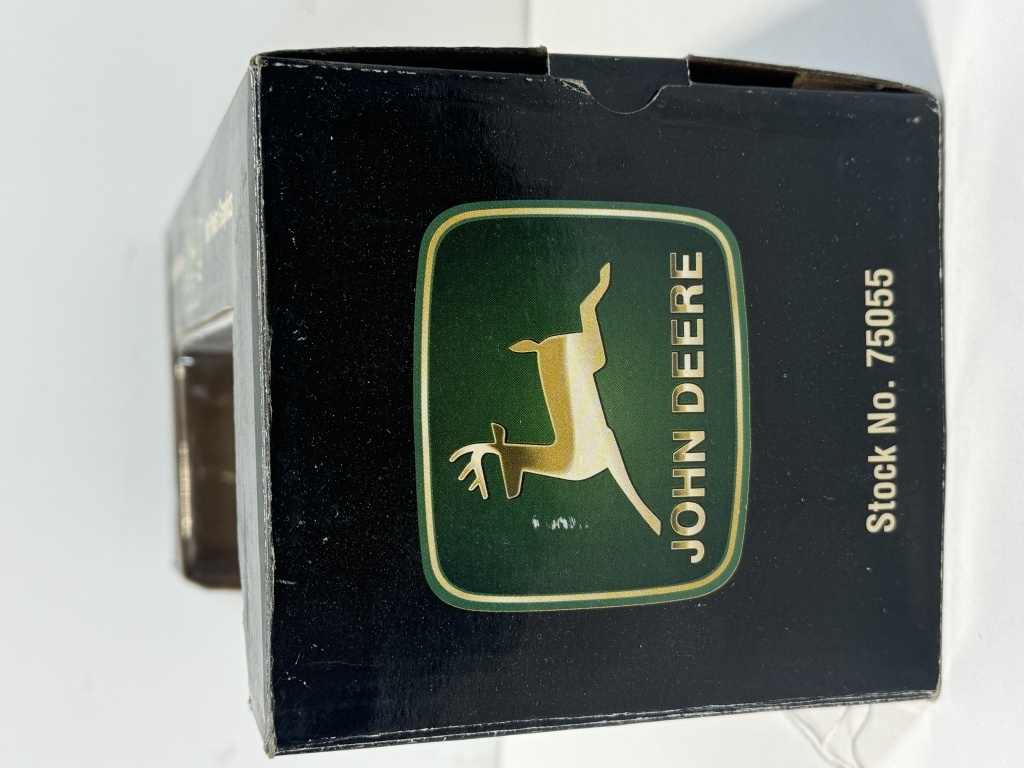 JOHN DEERE
Stock No. 75055